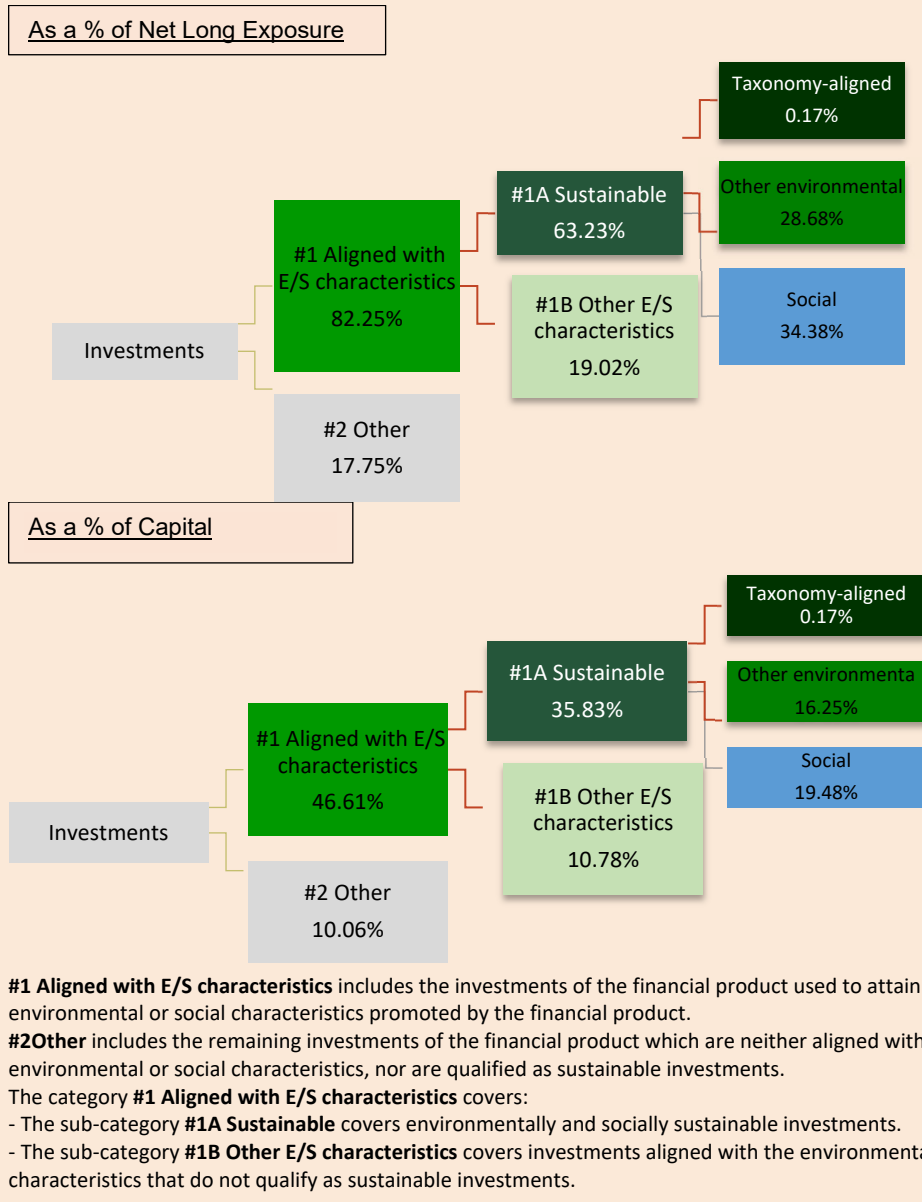 As a % of Net Long Exposure
Taxonomy-aligned
0.17%
#1A Sustainable
63.23%
Other environmental
28.68%
#1 Aligned with
E/S characteristics
82.25%
#1B Other E/S
characteristics
19.02%
Social
34.38%
Investments
#2 Other
17.75%
As a % of Capital
Taxonomy-aligned
0.17%
#1A Sustainable
35.83%
Other environmenta
16.25%
#1 Aligned with E/S
characteristics
46.61%
Social
19.48%
#1B Other E/S
characteristics
10.78%
Investments
#2 Other
10.06%
#1 Aligned with E/S characteristics includes the investments of the financial product used to attain
environmental or social characteristics promoted by the financial product.
#2Other includes the remaining investments of the financial product which are neither aligned with
environmental or social characteristics, nor are qualified as sustainable investments.
The category #1 Aligned with E/S characteristics covers:
- The sub-category #1A Sustainable covers environmentally and socially sustainable investments.
- The sub-category #1B Other E/S characteristics covers investments aligned with the environmenta
characteristics that do not qualify as sustainable investments.